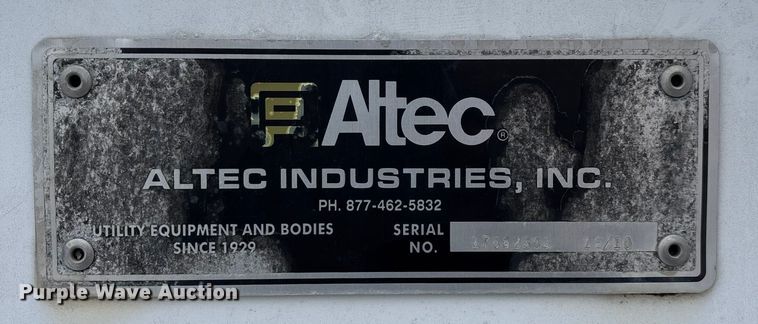 Altec®
ALTEC INDUSTRIES, INC.
PH. 877-462-5832
UTILITY EQUIPMENT AND BODIES
SINCE 1929
SERIAL
NO.
Purple Wave Auction